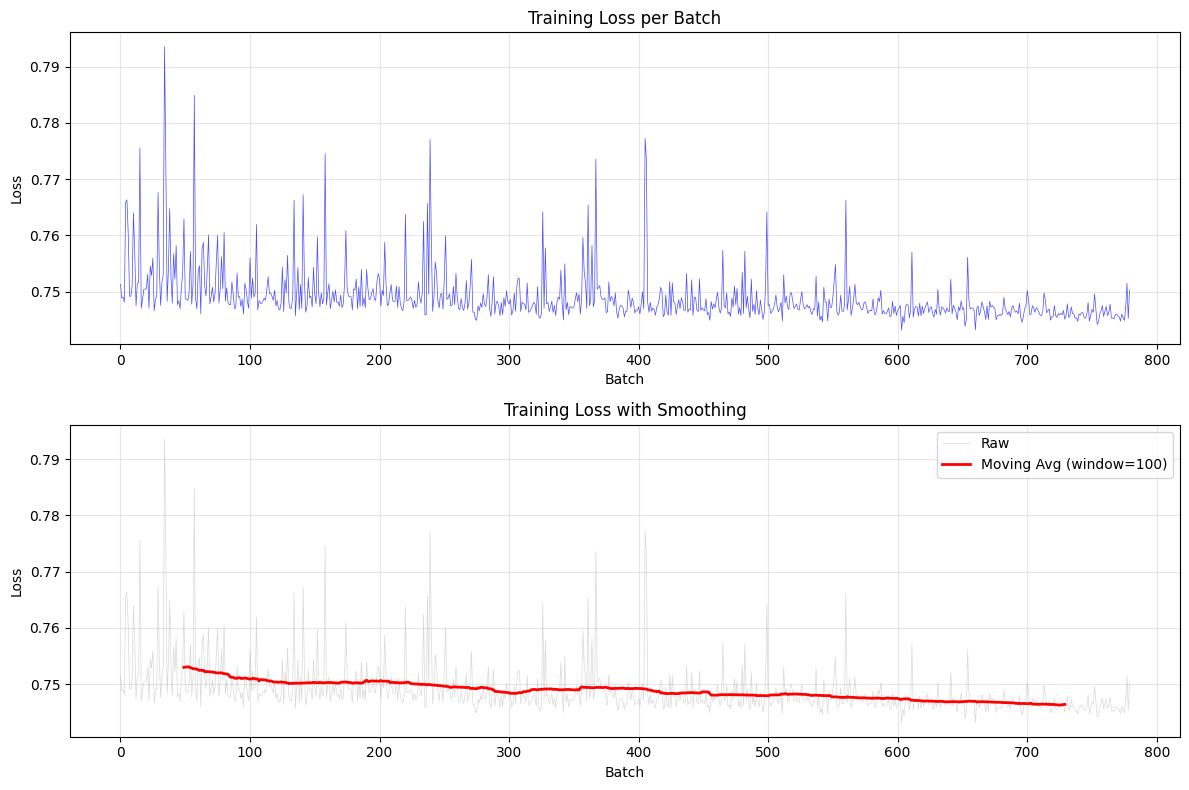 Training Loss per Batch
0.79
0.78
0.77
0.76
0.75
Loss
0 100 200 300 400 500 600 700 800
Batch
Training Loss with Smoothing
Raw
Moving Avg (window=100)
0.79
0.78
0.77
0.76
0.75
Loss
0 100 200 300 400 500 600 700 800
Batch